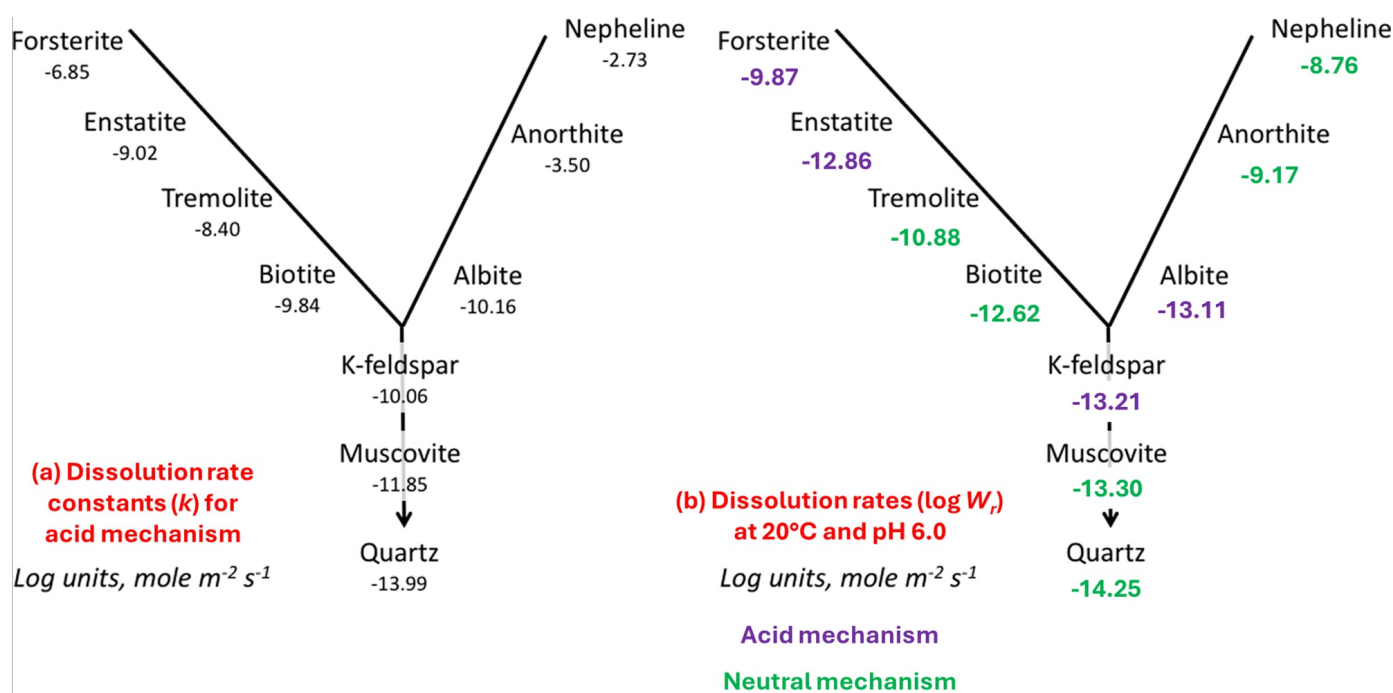 Forsterite
-6.85
Nepheline
-2.73
Enstatite
-9.02
Anorthite
-3.50
Tremolite
-8.40
Biotite
-9.84
Albite
-10.16
K-feldspar
-10.06
Muscovite
-11.85
Quartz
-13.99
(a) Dissolution rate
constants (k) for
acid mechanism
Log units, mole m-2 s-1
Forsterite
-9.87
Nepheline
-8.76
Enstatite
-12.86
Anorthite
-9.17
Tremolite
-10.88
Biotite
-12.62
Albite
-13.11
K-feldspar
-13.21
Muscovite
-13.30
Quartz
-14.25
(b) Dissolution rates (log Wr)
at 20°C and pH 6.0
Log units, mole m-2 s-1
Acid mechanism
Neutral mechanism